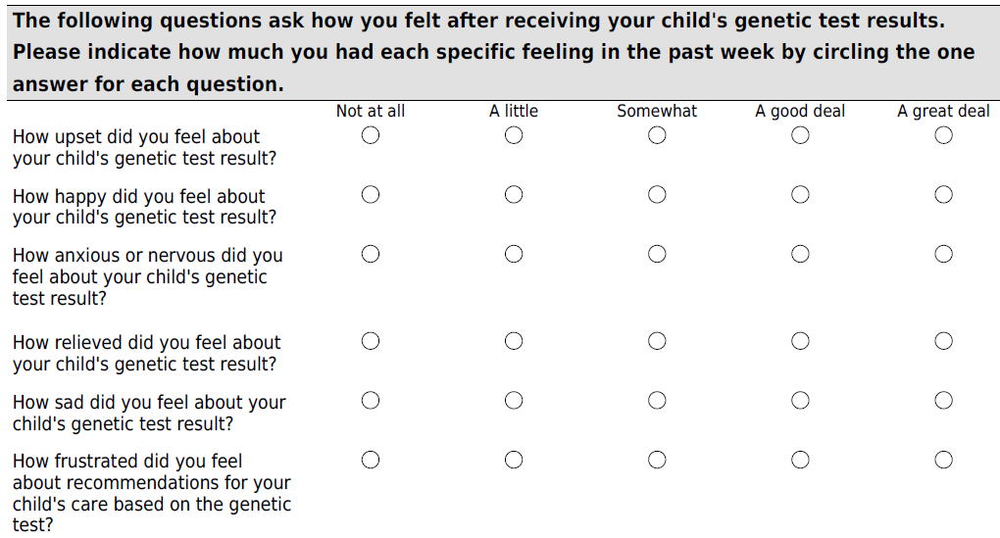 The following questions ask how you felt after receiving your child's genetic test results.
Please indicate how much you had each specific feeling in the past week by circling the one
answer for each question.
Not at all A little Somewhat A good deal A great deal
How upset did you feel about
your child's genetic test result?
How happy did you feel about
your child's genetic test result?
How anxious or nervous did you
feel about your child's genetic
test result?
How relieved did you feel about
your child's genetic test result?
How sad did you feel about your
child's genetic test result?
How frustrated did you feel
about recommendations for your
child's care based on the genetic
test?